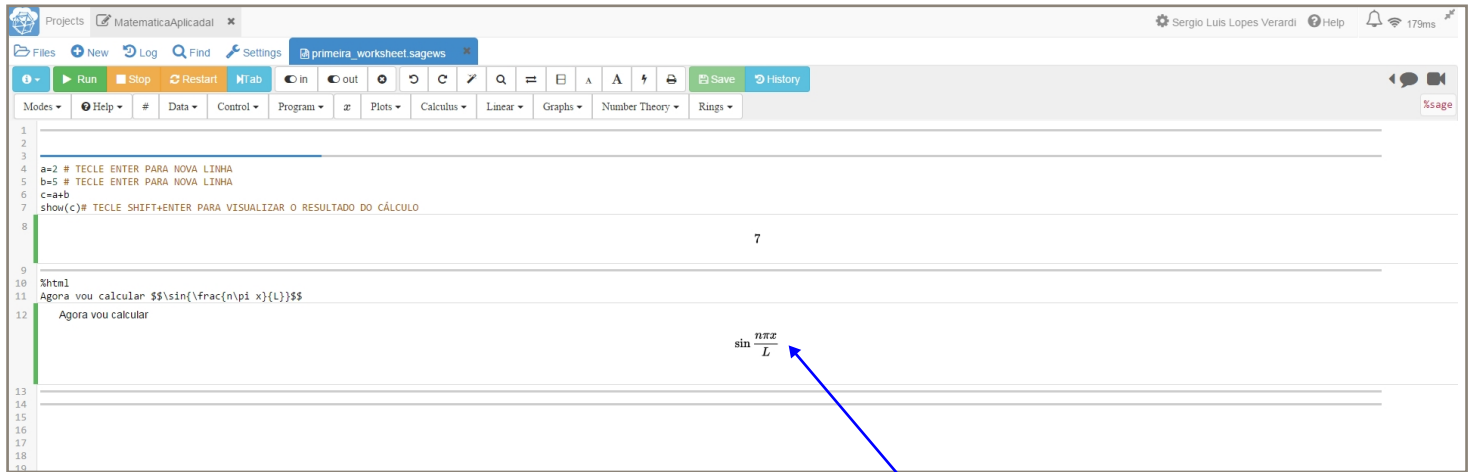 Projects MatematicaAplicadaI × Sergio Luis Lopes Verardi Help 179ms
Files New Log Find Settings primeira_worksheet.sagews ×
Run Stop Restart Tab in out A A Save History
Modes Help # Data Control Program x Plots Calculus Linear Graphs Number Theory Rings %sage
1
2
3
4 a=2 # TECLE ENTER PARA NOVA LINHA
5 b=5 # TECLE ENTER PARA NOVA LINHA
6 c=a+b
7 show(c)# TECLE SHIFT+ENTER PARA VISUALIZAR O RESULTADO DO CÁLCULO
8
7
9
10 %html
11 Agora vou calcular $$\sin{\frac{n\pi x}{L}}$$
12 Agora vou calcular
sin nπx/L
13
14
15
16
17
18
19